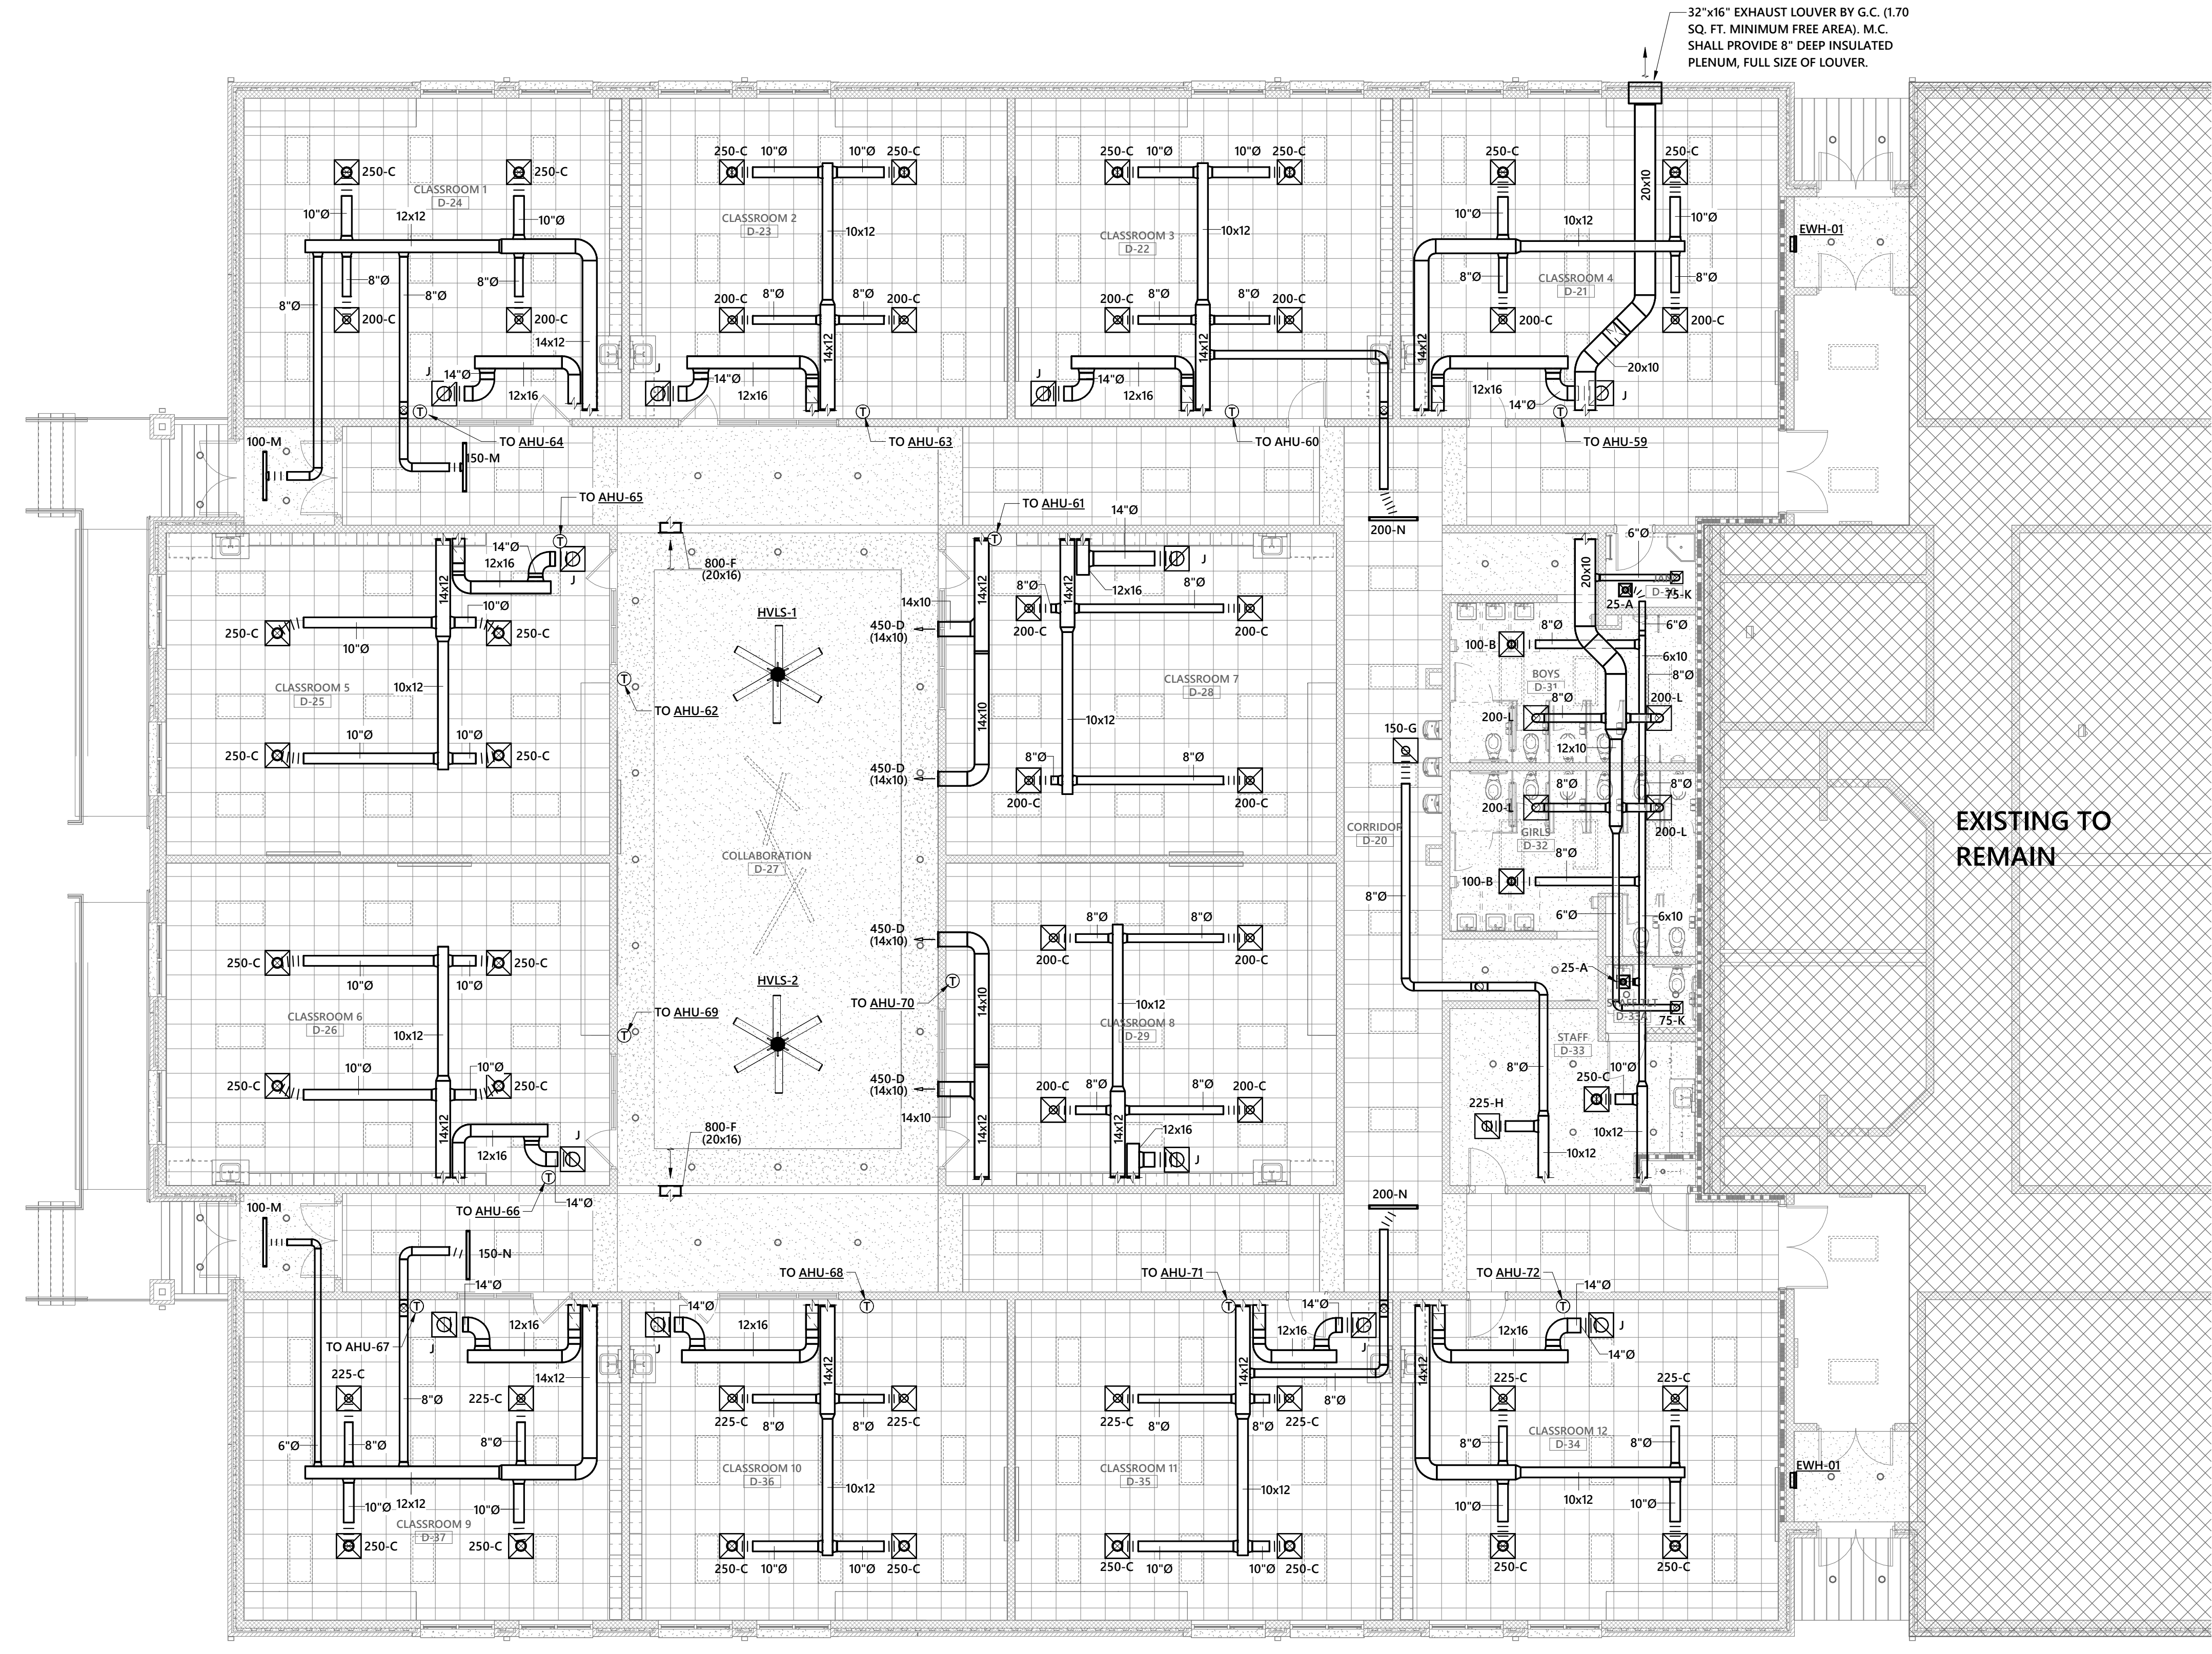 32"x16" EXHAUST LOUVER BY G.C. (1.70
SQ. FT. MINIMUM FREE AREA). M.C.
SHALL PROVIDE 8" DEEP INSULATED
PLENUM, FULL SIZE OF LOUVER.
250-C
250-C
CLASSROOM 1
D-24
10"Ø
12x12
10"Ø
8"Ø
8"Ø
8"Ø
8"Ø
200-C
200-C
14x12
J
14"Ø
12x16
TO AHU-64
100-M
150-M
250-C
10"Ø
10"Ø
250-C
CLASSROOM 2
D-23
10x12
200-C
8"Ø
8"Ø
200-C
14x12
J
14"Ø
12x16
TO AHU-63
250-C
10"Ø
10"Ø
250-C
CLASSROOM 3
D-22
10x12
200-C
8"Ø
8"Ø
200-C
14x12
J
14"Ø
12x16
TO AHU-60
200-N
250-C
250-C
20x10
10"Ø
10x12
10"Ø
8"Ø
CLASSROOM 4
D-21
8"Ø
200-C
200-C
14x12
20x10
12x16
14"Ø
J
TO AHU-59
EWH-01
TO AHU-65
14"Ø
12x16
J
14x12
10"Ø
250-C
250-C
10"Ø
CLASSROOM 5
D-25
10x12
10"Ø
10"Ø
250-C
250-C
800-F
(20x16)
HVLS-1
TO AHU-62
COLLABORATION
D-27
HVLS-2
TO AHU-69
800-F
(20x16)
TO AHU-61
14"Ø
14x12
14x12
J
12x16
14x10
450-D
(14x10)
8"Ø
8"Ø
200-C
200-C
CLASSROOM 7
D-28
14x10
10x12
450-D
(14x10)
8"Ø
8"Ø
200-C
200-C
150-G
CORRIDOR
D-20
8"Ø
6"Ø
20x10
25-A
75-K
6"Ø
100-B
8"Ø
6x10
8"Ø
BOYS
D-31
8"Ø
200-L
200-L
12x10
8"Ø
8"Ø
200-L
200-L
GIRLS
D-32
8"Ø
100-B
6"Ø
6x10
25-A
75-K
STAFF
D-33
8"Ø
10"Ø
250-C
225-H
10x12
10x12
EXISTING TO
REMAIN
250-C
250-C
10"Ø
10"Ø
CLASSROOM 6
D-26
10x12
10"Ø
10"Ø
250-C
250-C
14x12
12x16
J
14"Ø
TO AHU-66
450-D
(14x10)
TO AHU-70
14x10
450-D
(14x10)
14x10
14x12
8"Ø
8"Ø
200-C
200-C
10x12
CLASSROOM 8
D-29
200-C
8"Ø
8"Ø
200-C
14x12
12x16
J
200-N
100-M
150-N
14"Ø
12x16
J
TO AHU-67
14x12
225-C
225-C
8"Ø
6"Ø
8"Ø
8"Ø
10"Ø
12x12
10"Ø
CLASSROOM 9
D-37
250-C
250-C
TO AHU-68
14"Ø
12x16
J
14x12
225-C
8"Ø
8"Ø
225-C
CLASSROOM 10
D-36
10x12
250-C
10"Ø
10"Ø
250-C
TO AHU-71
14"Ø
12x16
J
14x12
8"Ø
225-C
8"Ø
8"Ø
225-C
CLASSROOM 11
D-35
10x12
250-C
10"Ø
10"Ø
250-C
TO AHU-72
14"Ø
12x16
J
14"Ø
14x12
225-C
225-C
CLASSROOM 12
D-34
8"Ø
8"Ø
10"Ø
10x12
10"Ø
250-C
250-C
EWH-01